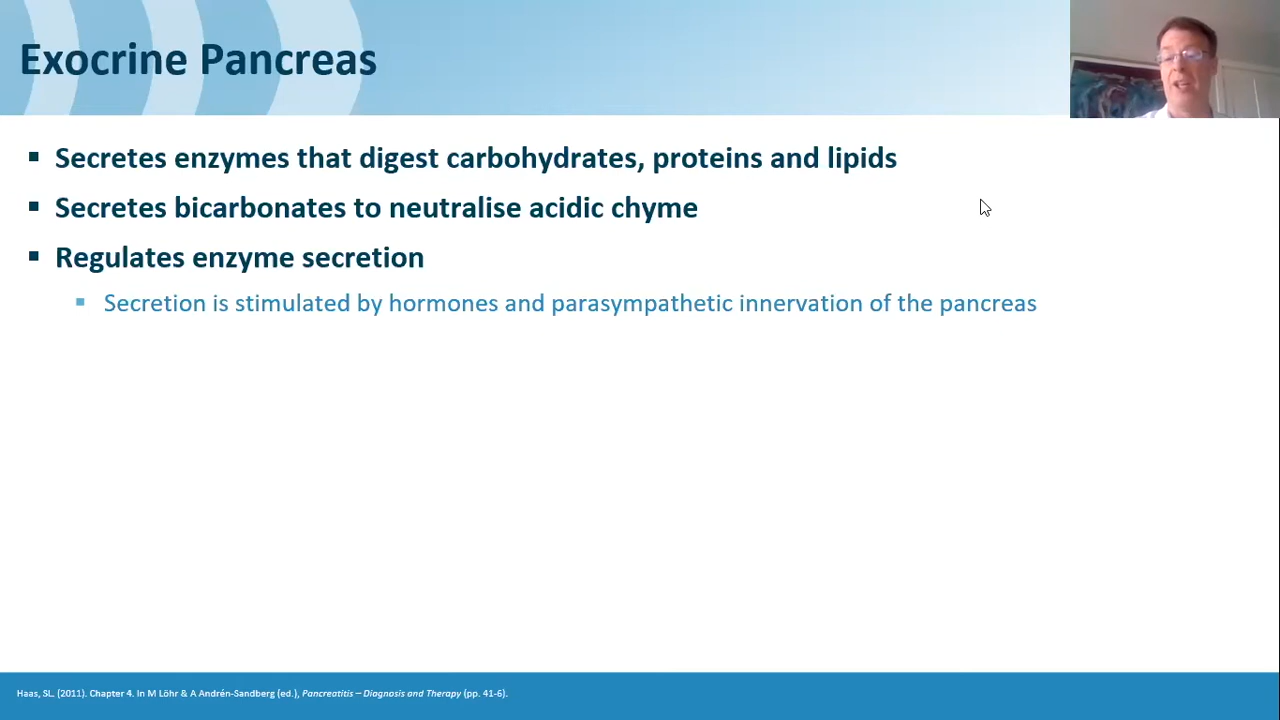 Exocrine Pancreas
Secretes enzymes that digest carbohydrates, proteins and lipids
Secretes bicarbonates to neutralise acidic chyme
Regulates enzyme secretion
Secretion is stimulated by hormones and parasympathetic innervation of the pancreas
Haas, SL. (2011). Chapter 4. In M Löhr & A Andrén-Sandberg (ed.), Pancreatitis – Diagnosis and Therapy (pp. 41-6).